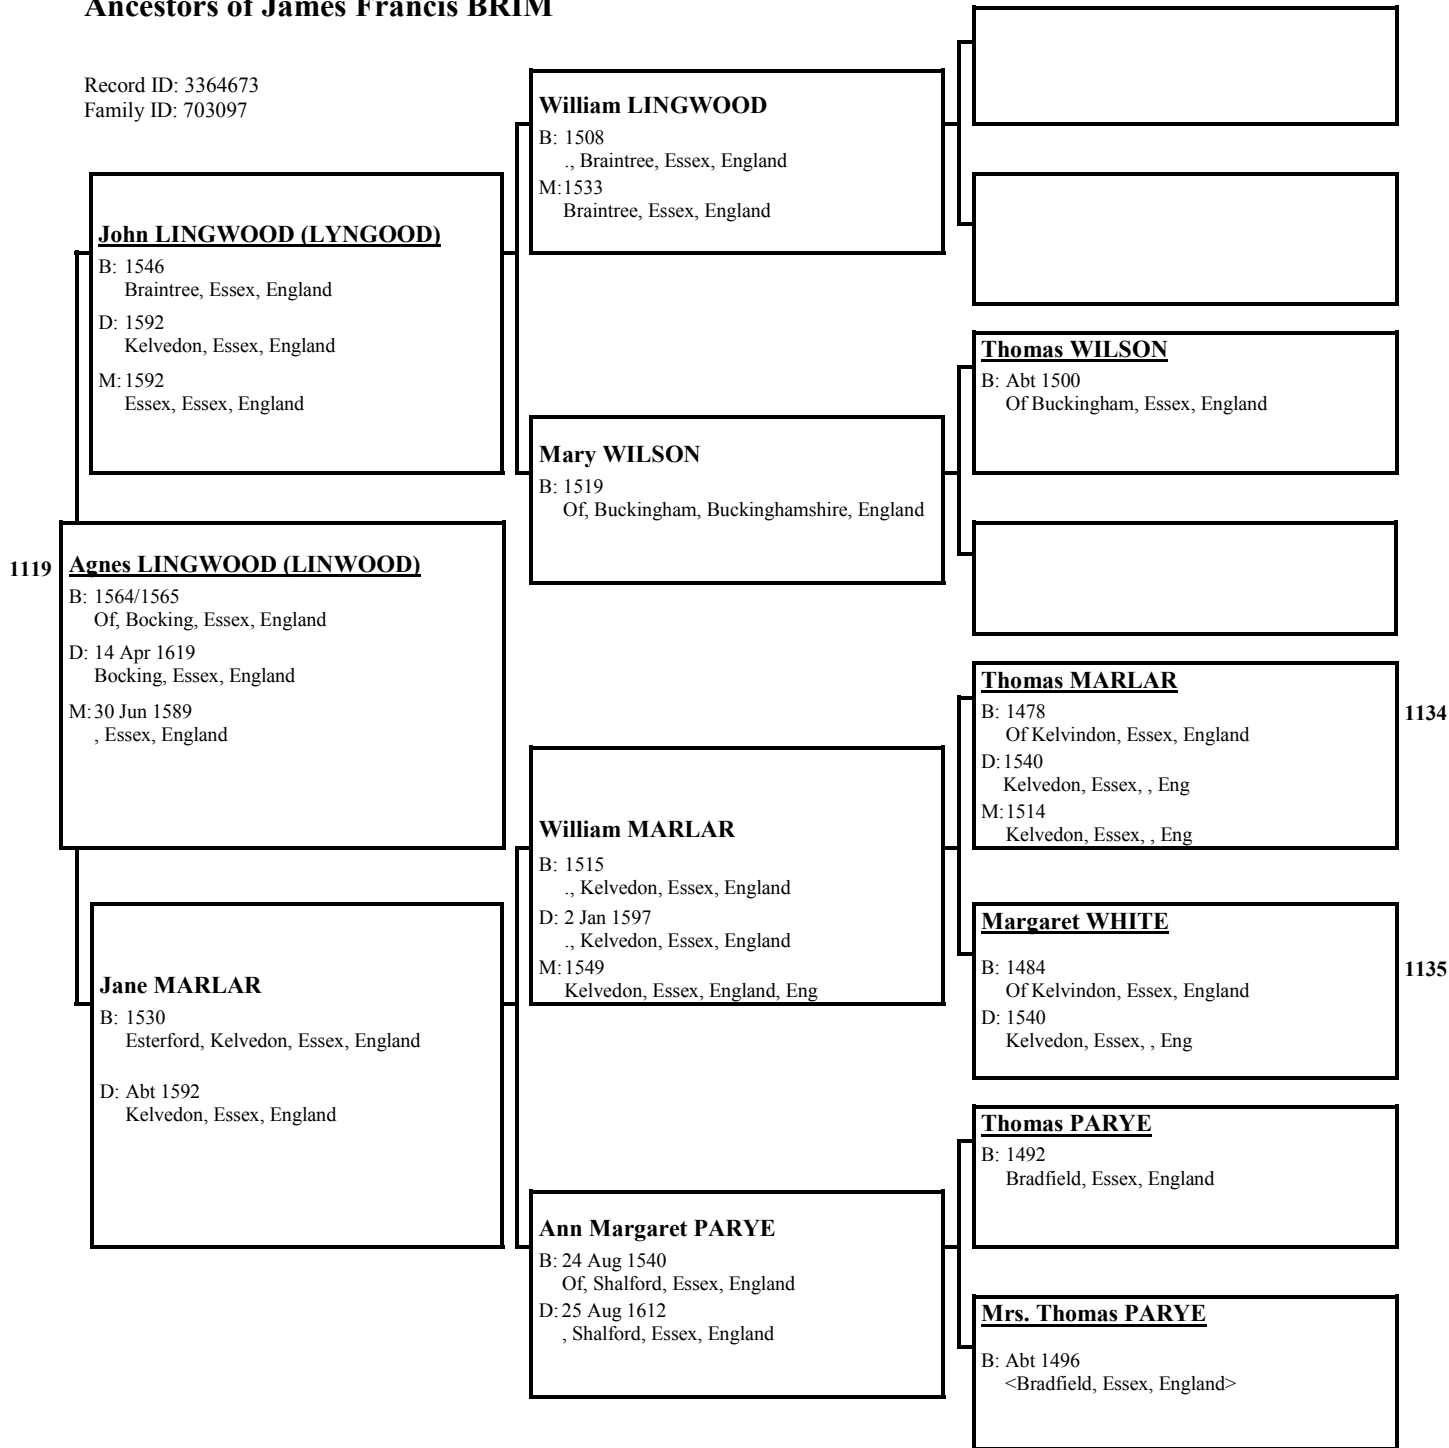 Ancestors of James Francis BRIM
Record ID: 3364673
Family ID: 703097
William LINGWOOD
B: 1508
., Braintree, Essex, England
M:1533
Braintree, Essex, England
John LINGWOOD (LYNGOOD)
B: 1546
Braintree, Essex, England
D: 1592
Kelvedon, Essex, England
M:1592
Essex, Essex, England
Thomas WILSON
B: Abt 1500
Of Buckingham, Essex, England
Mary WILSON
B: 1519
Of, Buckingham, Buckinghamshire, England
1119
Agnes LINGWOOD (LINWOOD)
B: 1564/1565
Of, Bocking, Essex, England
D: 14 Apr 1619
Bocking, Essex, England
M:30 Jun 1589
, Essex, England
Thomas MARLAR
B: 1478
Of Kelvindon, Essex, England
D:1540
Kelvedon, Essex, , Eng
M:1514
Kelvedon, Essex, , Eng
1134
William MARLAR
B: 1515
., Kelvedon, Essex, England
D: 2 Jan 1597
., Kelvedon, Essex, England
M:1549
Kelvedon, Essex, England, Eng
Margaret WHITE
B: 1484
Of Kelvindon, Essex, England
D: 1540
Kelvedon, Essex, , Eng
1135
Jane MARLAR
B: 1530
Esterford, Kelvedon, Essex, England
D: Abt 1592
Kelvedon, Essex, England
Thomas PARYE
B: 1492
Bradfield, Essex, England
Ann Margaret PARYE
B: 24 Aug 1540
Of, Shalford, Essex, England
D:25 Aug 1612
, Shalford, Essex, England
Mrs. Thomas PARYE
B: Abt 1496
<Bradfield, Essex, England>